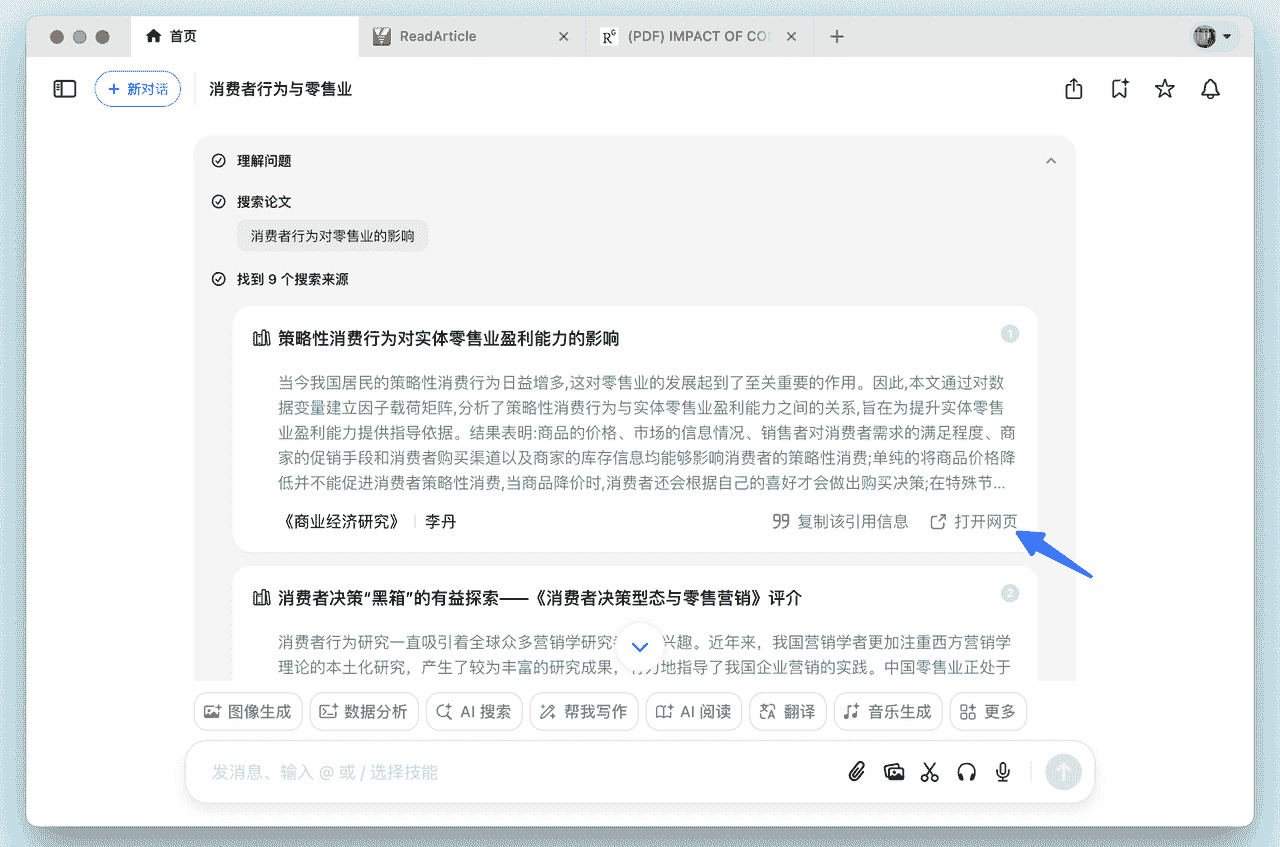 首页
ReadArticle
(PDF) IMPACT OF CO
新对话
消费者行为与零售业
理解问题
搜索论文
消费者行为对零售业的影响
找到 9 个搜索来源
策略性消费行为对实体零售业盈利能力的影响
1
当今我国居民的策略性消费行为日益增多,这对零售业的发展起到了至关重要的作用。因此,本文通过对数
据变量建立因子载荷矩阵,分析了策略性消费行为与实体零售业盈利能力之间的关系,旨在为提升实体零售
业盈利能力提供指导依据。结果表明:商品的价格、市场的信息情况、销售者对消费者需求的满足程度、商
家的促销手段和消费者购买渠道以及商家的库存信息均能够影响消费者的策略性消费;单纯的将商品价格降
低并不能促进消费者策略性消费,当商品降价时,消费者还会根据自己的喜好才会做出购买决策;在特殊节...
《商业经济研究》 李丹
复制该引用信息
打开网页
消费者决策“黑箱”的有益探索——《消费者决策型态与零售营销》评介
2
消费者行为研究一直吸引着全球众多营销学研究 兴趣。近年来，我国营销学者更加注重西方营销学
理论的本土化研究，产生了较为丰富的研究成果， 地指导了我国企业营销的实践。中国零售业正处于
图像生成
数据分析
AI 搜索
帮我写作
AI 阅读
翻译
音乐生成
更多
发消息、输入 @ 或 / 选择技能